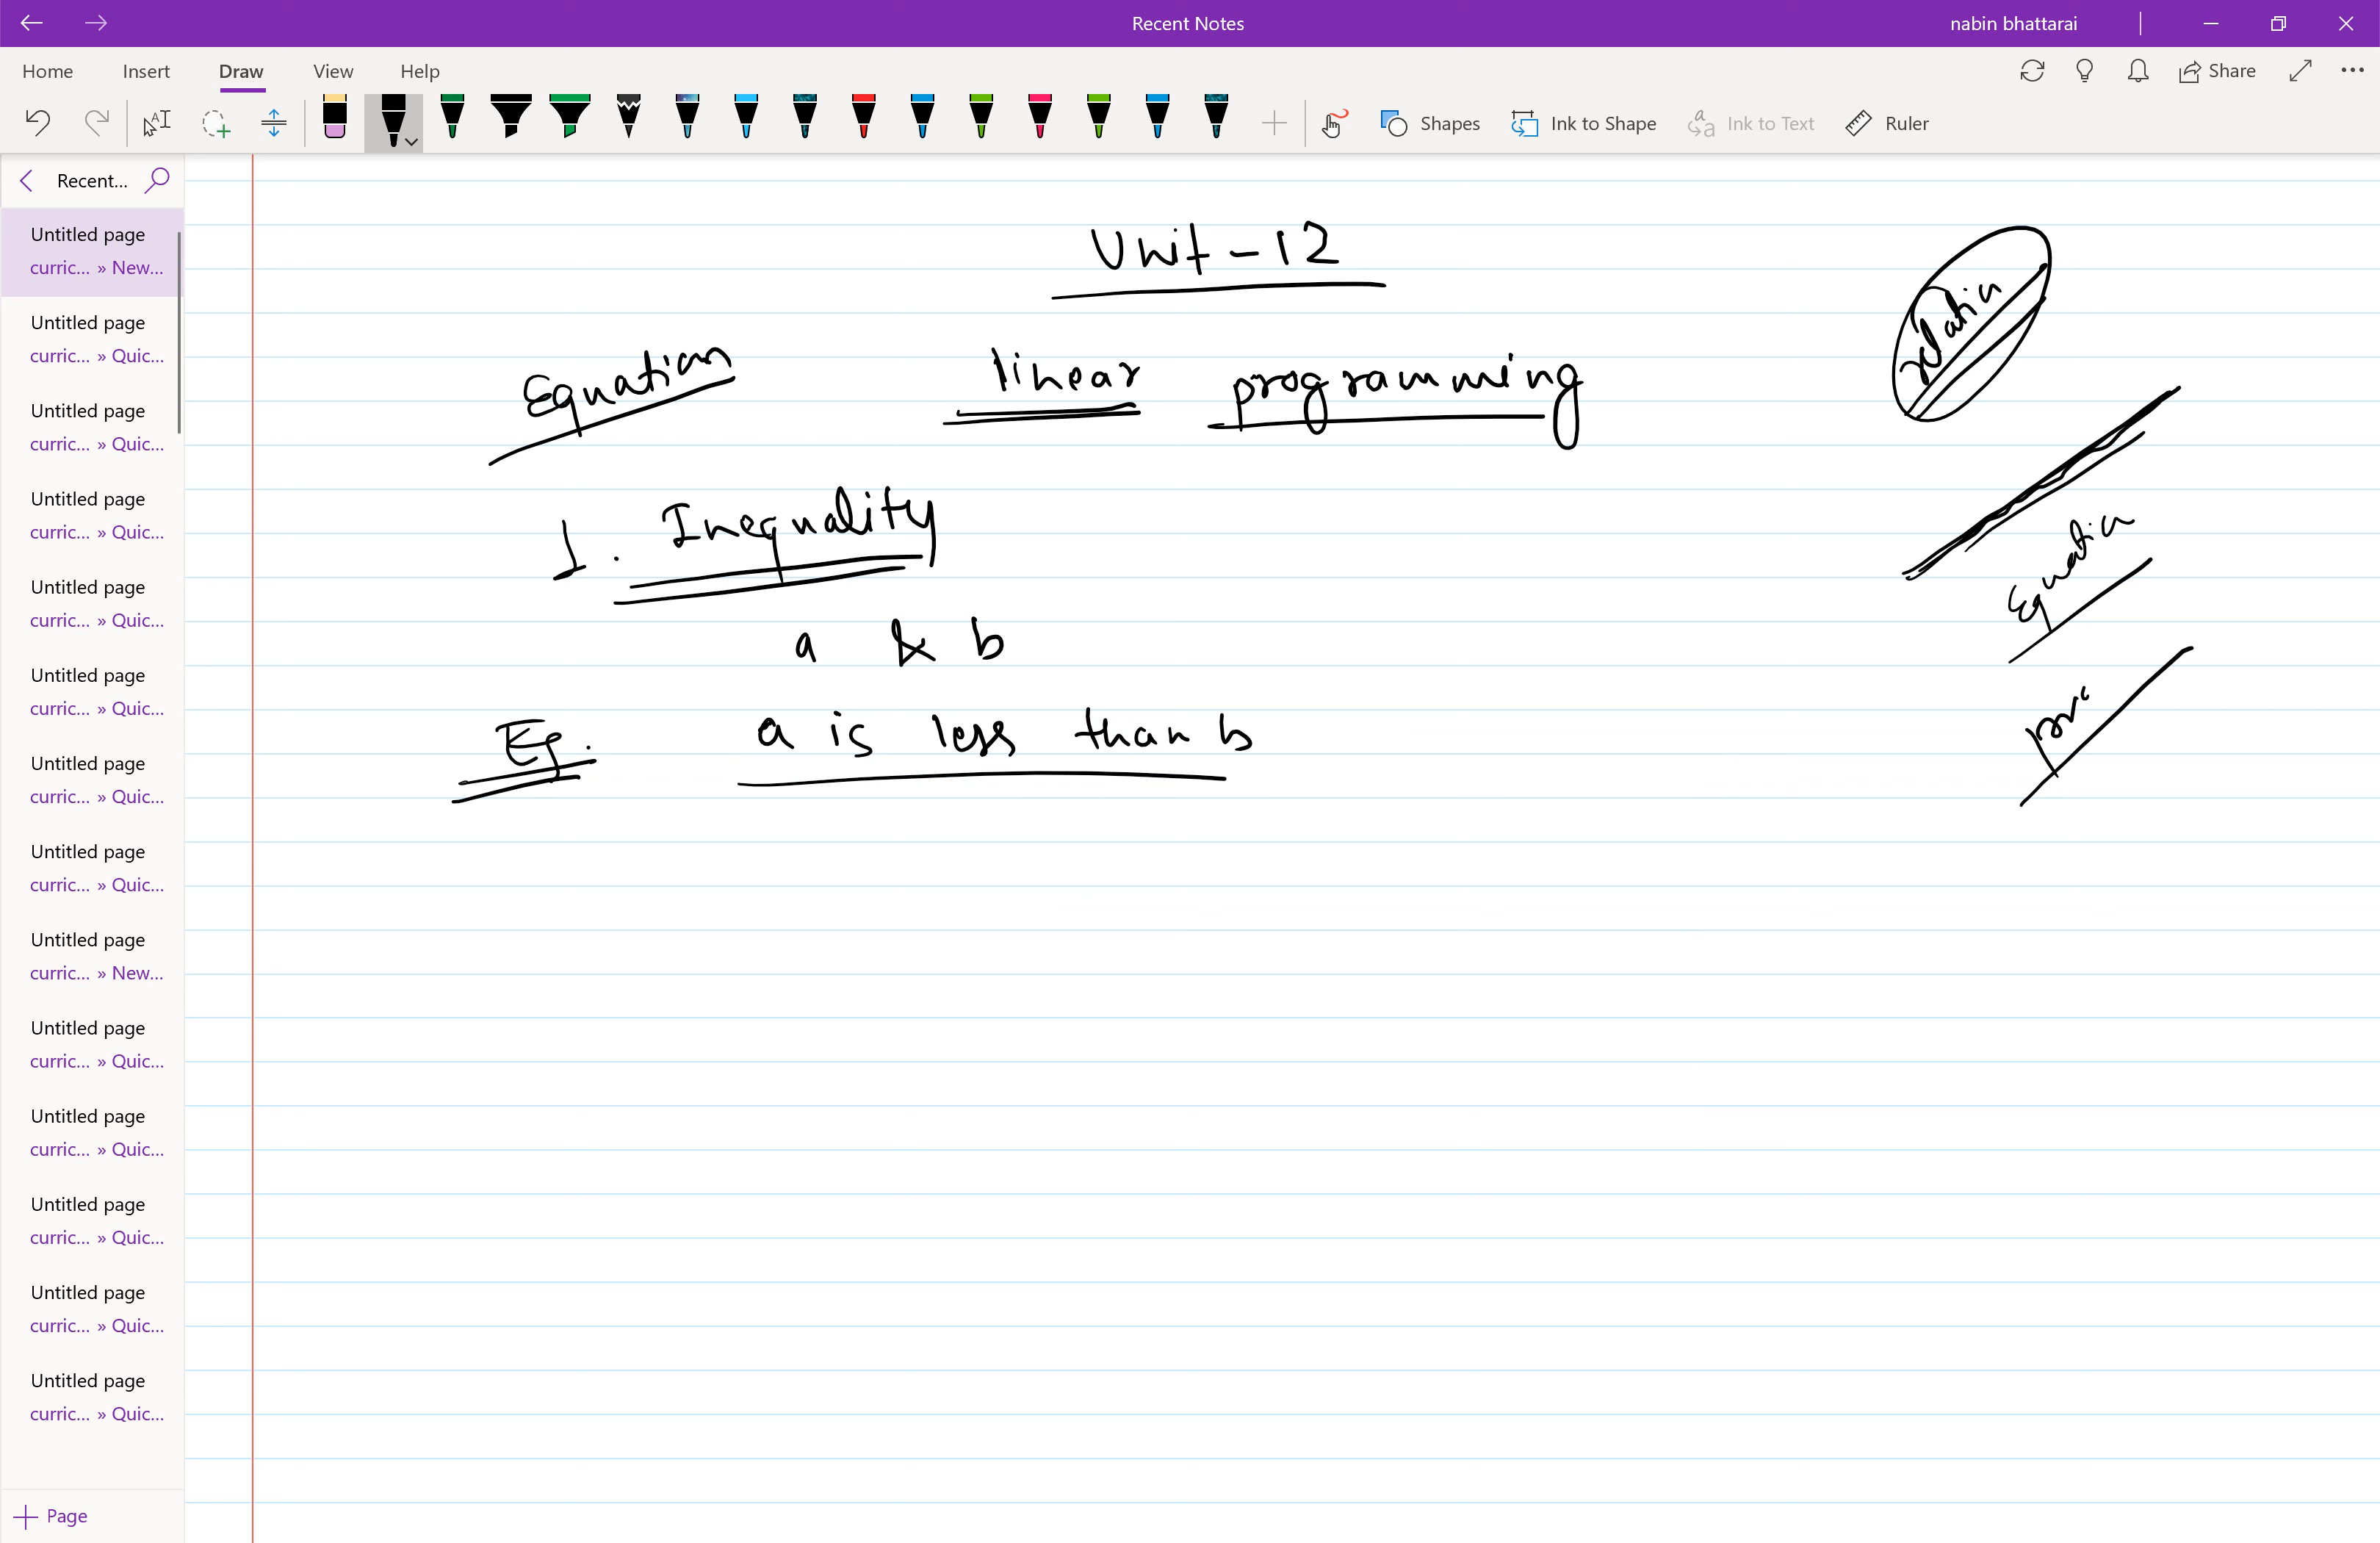 Recent Notes
nabin bhattarai
Home Insert Draw View Help
Share
Shapes Ink to Shape Ink to Text Ruler
Recent...
Untitled page
curric... » New...
Untitled page
curric... » Quic...
Untitled page
curric... » Quic...
Untitled page
curric... » Quic...
Untitled page
curric... » Quic...
Untitled page
curric... » Quic...
Untitled page
curric... » Quic...
Untitled page
curric... » Quic...
Untitled page
curric... » New...
Untitled page
curric... » Quic...
Untitled page
curric... » Quic...
Untitled page
curric... » Quic...
Untitled page
curric... » Quic...
Untitled page
curric... » Quic...
Page
Unit - 12
Equation linear programming
1. Inequality
a & b
Eg. a is less than b
Equation